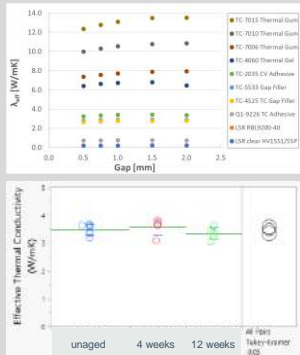 14.0
12.0
10.0
8.0
6.0
4.0
2.0
0.0
λeff [W/mK]
0.0 0.5 1.0 1.5 2.0 2.5
Gap [mm]
TC-7015 Thermal Gum
TC-7010 Thermal Gum
TC-7006 Thermal Gum
TC-4060 Thermal Gel
TC-2035 CV Adhesive
TC-5533 Gap Filler
TC-4525 TC Gap Filler
Q1-9226 TC Adhesive
LSR RBL9200-40
LSR clear HV1551/55P
Effective Thermal Conductivity
(W/mK)
5
4
3
2
1
0
unaged 4 weeks 12 weeks
All Pairs
Tukey-Kramer
0.05